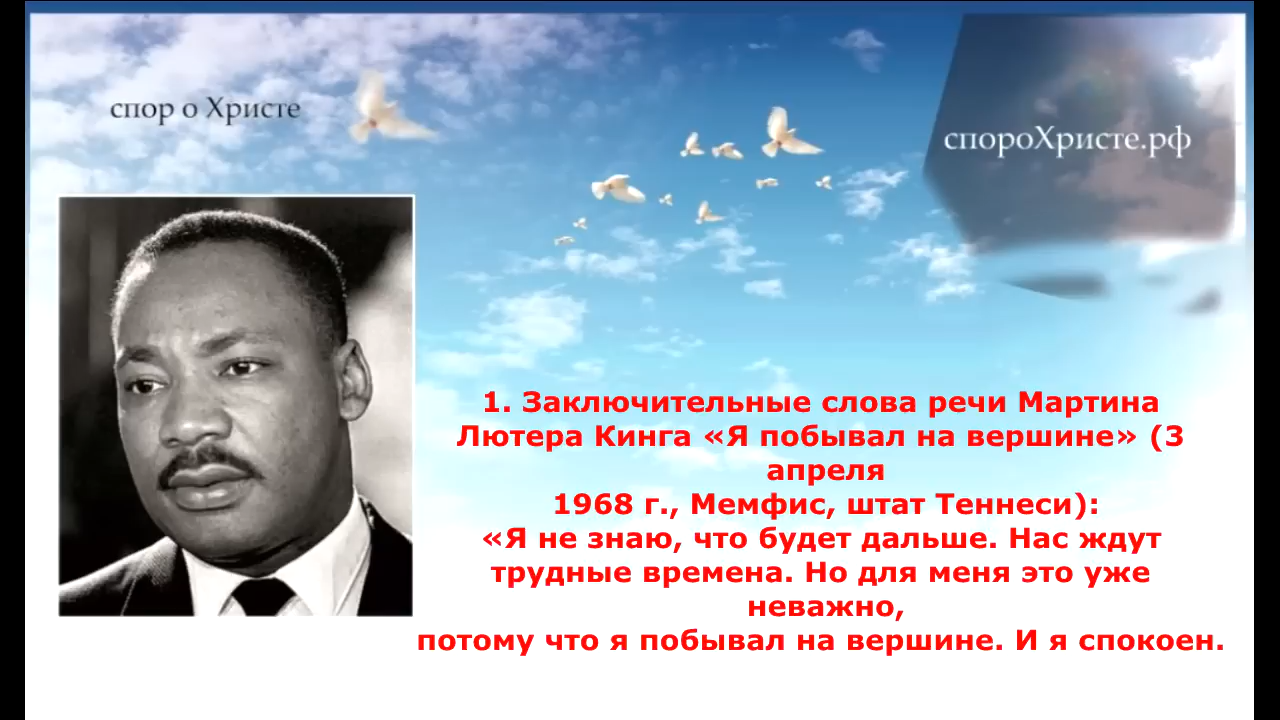 спор о Христе
спороХристе.рф
1. Заключительные слова речи Мартина
Лютера Кинга «Я побывал на вершине» (3
апреля
1968 г., Мемфис, штат Теннеси):
«Я не знаю, что будет дальше. Нас ждут
трудные времена. Но для меня это уже
неважно,
потому что я побывал на вершине. И я спокоен.